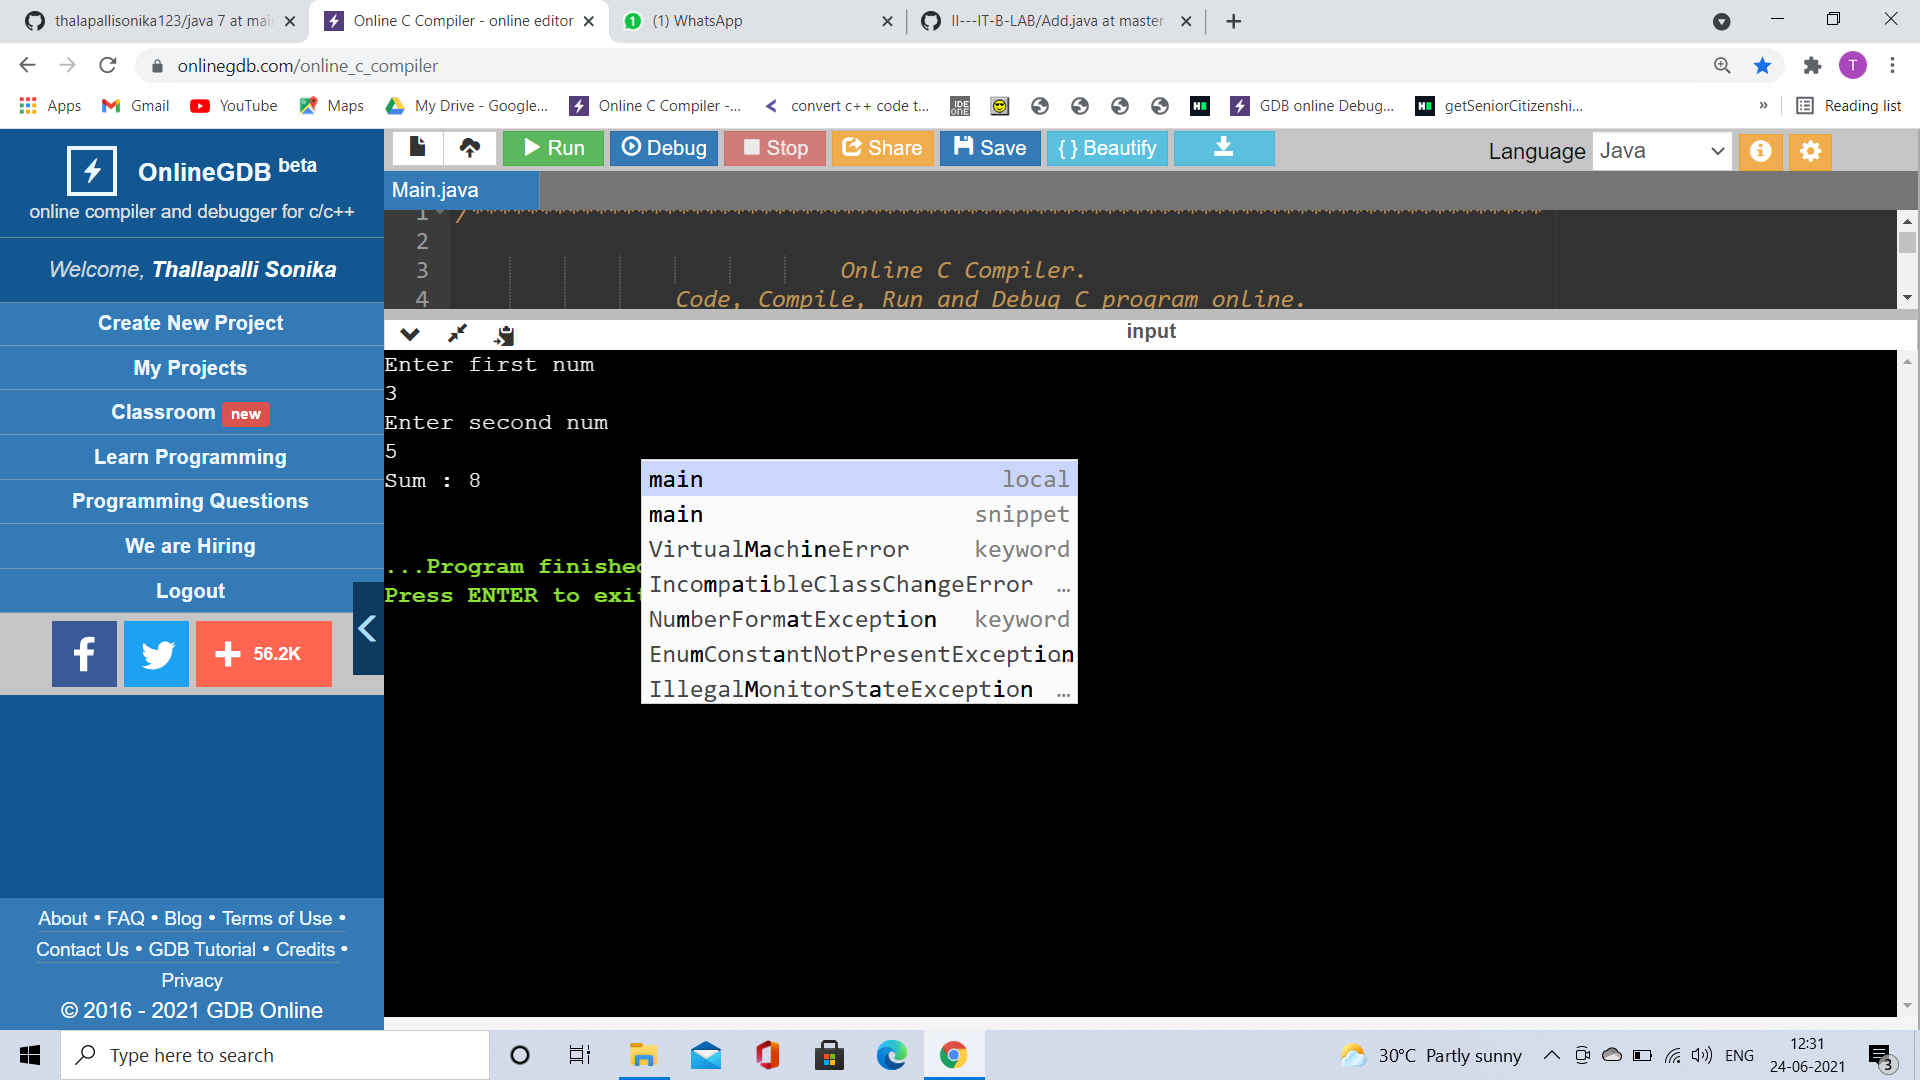 thalapallisonika123/java 7 at mai
Online C Compiler - online editor
1 (1) WhatsApp
II---IT-B-LAB/Add.java at master
onlinegdb.com/online_c_compiler
T
Apps Gmail YouTube Maps My Drive - Google... Online C Compiler -... convert c++ code t... IDE ONE GDB online Debug... getSeniorCitizenshi... » Reading list
OnlineGDB beta
online compiler and debugger for c/c++
Welcome, Thallapalli Sonika
Create New Project
My Projects
Classroom new
Learn Programming
Programming Questions
We are Hiring
Logout
f + 56.2K
About • FAQ • Blog • Terms of Use •
Contact Us • GDB Tutorial • Credits •
Privacy
© 2016 - 2021 GDB Online
Run Debug Stop Share Save { } Beautify Language Java
Main.java
1
2
3 Online C Compiler.
4 Code, Compile, Run and Debug C program online.
input
Enter first num
3
Enter second num
5
Sum : 8
...Program finished
Press ENTER to exit
main local
main snippet
VirtualMachineError keyword
IncompatibleClassChangeError ...
NumberFormatException keyword
EnumConstantNotPresentException
IllegalMonitorStateException ...
Type here to search
30°C Partly sunny
ENG
12:31
24-06-2021
3